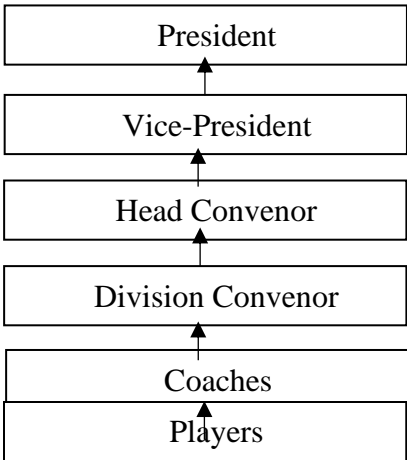 President
Vice-President
Head Convenor
Division Convenor
Coaches
Players